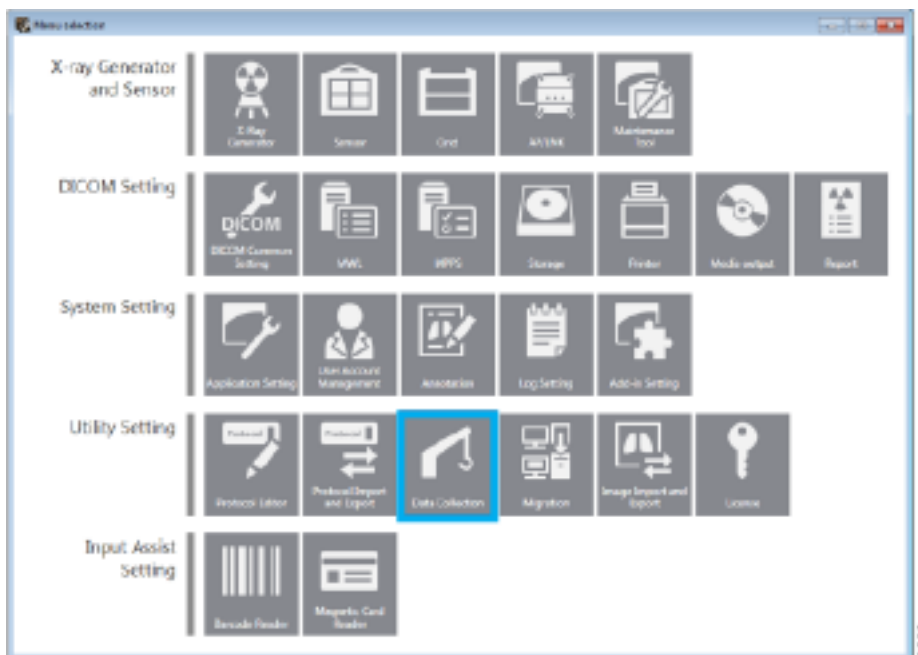 Menu selection
X-ray Generator
and Sensor
X-Ray
Generator
Sensor
Grid
Maintenance
Tool
DICOM Setting
DICOM
DICOM Common
Setting
MWL
MPPS
Storage
Printer
Media output
Report
System Setting
Application Setting
User Account
Management
Annotation
Log Setting
Add-in Setting
Utility Setting
Protocol
Protocol Editor
Protocol
Protocol Import
and Export
Data Collection
Migration
Image Import and
Export
License
Input Assist
Setting
Barcode Reader
Magnetic Card
Reader